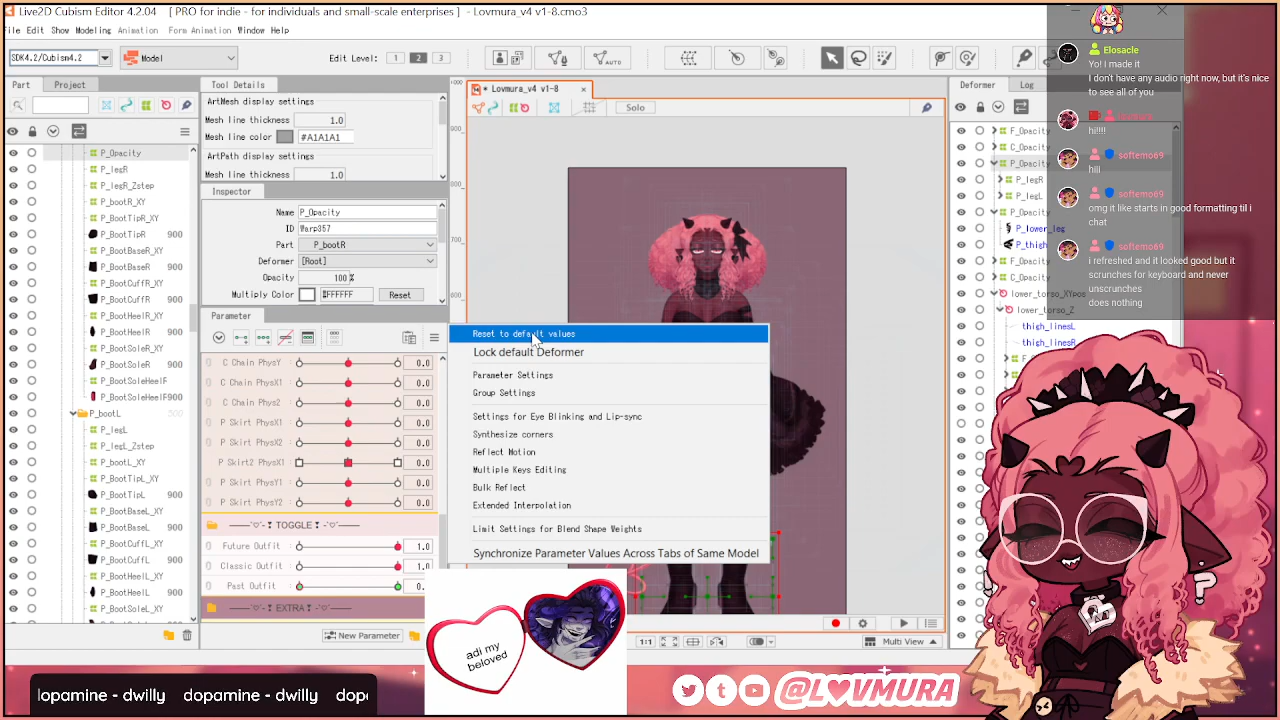 Live2D Cubism Editor 4.2.04 [ PRO for indie - for individuals and small-scale enterprises ] - Lovmura_v4 v1-8.cmo3
File Edit Show Modeling Animation Form Animation Window Help
SDK4.2/Cubism4.2
Model
Edit Level: 1 2 3
AUTO
Part
Project
P_Opacity
P_legR
P_legR_Zstep
P_bootR_XY
P_BootTipR_XY
P_BootTipR 900
P_BootBaseR_XY
P_BootBaseR 900
P_BootCuffR_XY
P_BootCuffR 900
P_BootHeelR_XY
P_BootHeelR 900
P_BootSoleR_XY
P_BootSoleR 900
P_BootSoleHeelR
P_BootSoleHeelR 900
P_bootL 500
P_legL
P_legL_Zstep
P_bootL_XY
P_BootTipL_XY
P_BootTipL 900
P_BootBaseL_XY
P_BootBaseL 900
P_BootCuffL_XY
P_BootCuffL 900
P_BootHeelL_XY
P_BootHeelL 900
P_BootSoleL_XY
Tool Details
ArtMesh display settings
Mesh line thickness 1.0
Mesh line color #A1A1A1
ArtPath display settings
Mesh line thickness 1.0
Inspector
Name P_Opacity
ID Warp357
Part P_bootR
Deformer [Root]
Opacity 100 %
Multiply Color #FFFFFF Reset
Parameter
C Chain PhysY 0.0
C Chain PhysX1 0.0
C Chain Phys2 0.0
P Skirt PhysX1 0.0
P Skirt PhysX2 0.0
P Skirt2 PhysX1 0.0
P Skirt PhysY1 0.0
P Skirt PhysY2 0.0
TOGGLE
Future Outfit 1.0
Classic Outfit 1.0
Past Outfit 0.
EXTRA
New Parameter
* Lovmura_v4 v1-8
Solo
Reset to default values
Lock default Deformer
Parameter Settings
Group Settings
Settings for Eye Blinking and Lip-sync
Synthesize corners
Reflect Motion
Multiple Keys Editing
Bulk Reflect
Extended Interpolation
Limit Settings for Blend Shape Weights
Synchronize Parameter Values Across Tabs of Same Model
1:1
Multi View
Deformer
Log
F_Opacity
C_Opacity
P_Opacity
P_legR
P_legL
P_Opacity
P_lower_leg
P_thigh
F_Opacity
C_Opacity
lower_torso_XYpos
lower_torso_Z
thigh_linesL
thigh_linesR
Elosacle
Yo! I made it
I don't have any audio right now, but it's nice
to see all of you
hi!!!!
softemo69
hiii
softemo69
omg it like starts in good formatting til i
chat
softemo69
i refreshed and it looked good but it
scrunches for keyboard and never
unscrunches
does nothing
adi my
beloved
lopamine - dwilly dopamine - dwilly dop
@LOVMURA